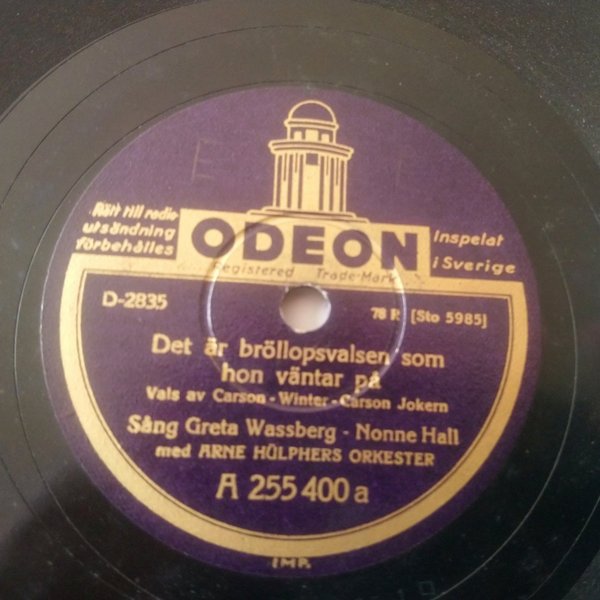 Rätt till radio-
utsändning
förbehålles
ODEON
Inspelat
i Sverige
Registered Trade-Mark
D-2835
78 R [Sto 5985]
Det är bröllopsvalsen som
hon väntar på
Vals av Carson - Winter - Carson Jokern
Sång Greta Wassberg - Nonne Hall
med ARNE HÜLPHERS ORKESTER
A 255 400 a
IMP.